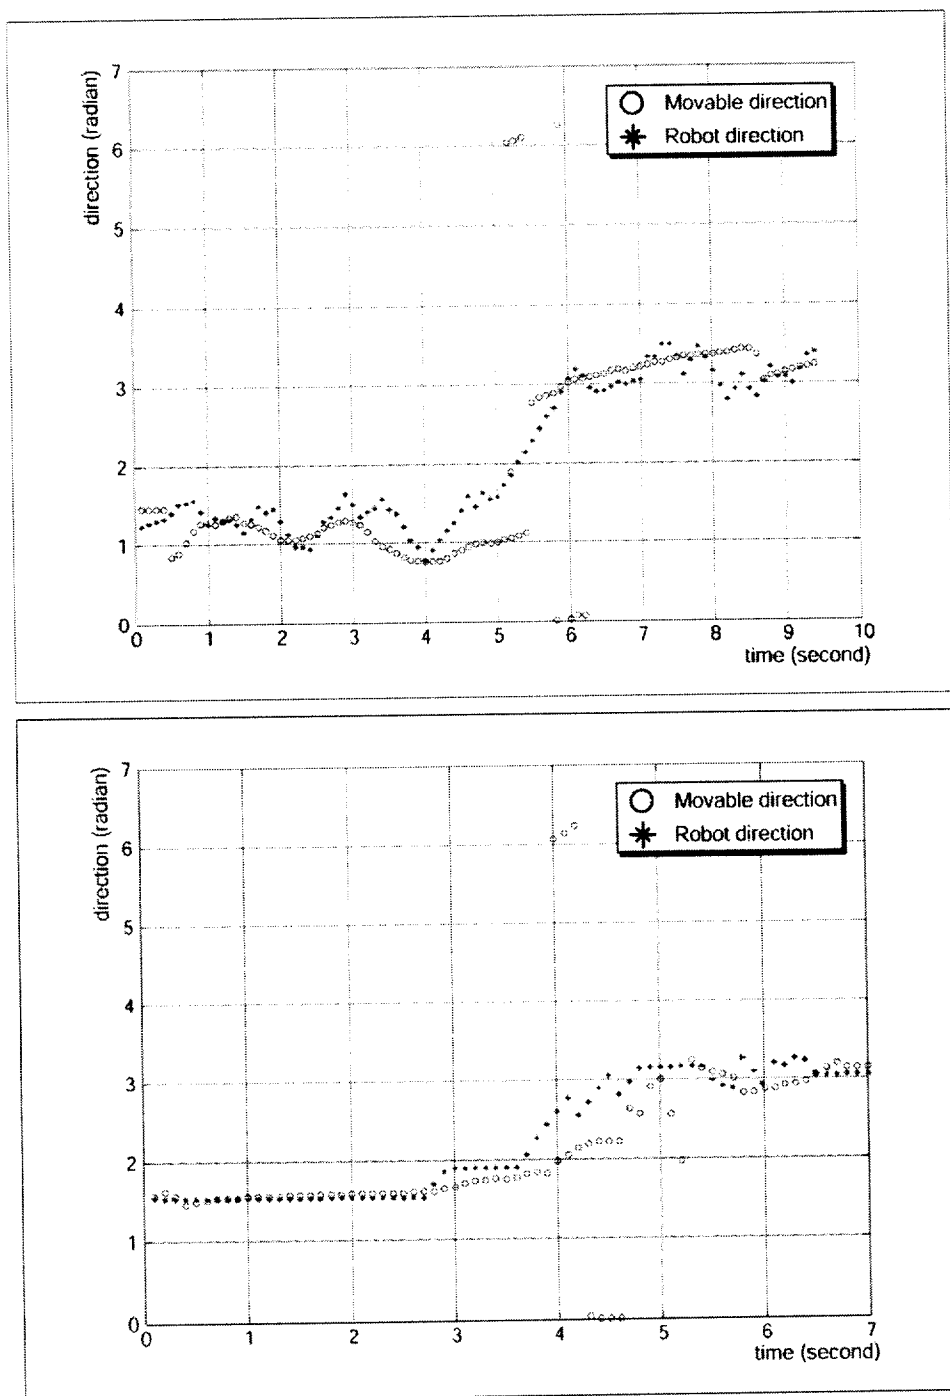 7
6
5
4
3
2
1
0
direction (radian)
Movable direction
Robot direction
0 1 2 3 4 5 6 7 8 9 10
time (second)
7
6
5
4
3
2
1
0
direction (radian)
Movable direction
Robot direction
0 1 2 3 4 5 6 7
time (second)